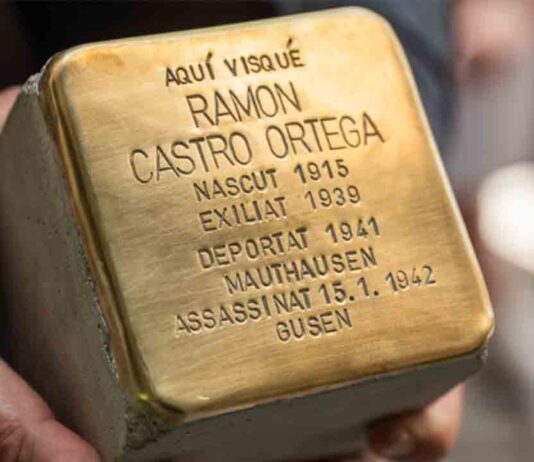 AQUÍ VISQUÉ
RAMON
CASTRO ORTEGA
NASCUT 1915
EXILIAT 1939
DEPORTAT 1941
MAUTHAUSEN
ASSASSINAT 15.1.1942
GUSEN